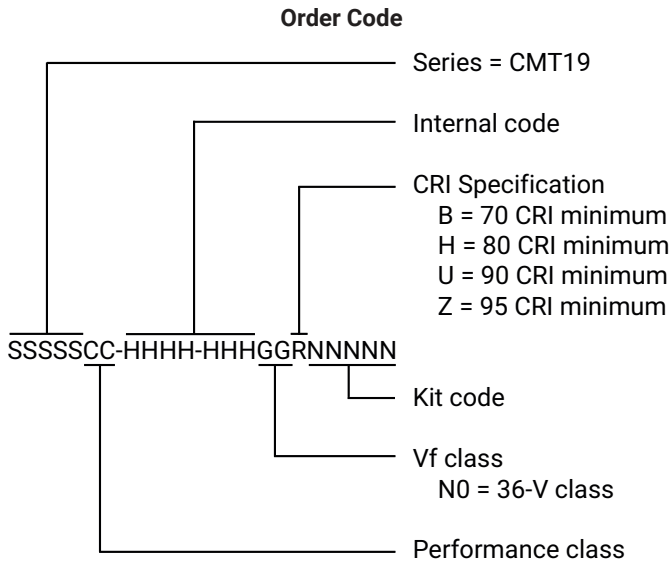 Order Code
Series = CMT19
Internal code
CRI Specification
B = 70 CRI minimum
H = 80 CRI minimum
U = 90 CRI minimum
Z = 95 CRI minimum
SSSSSCC-HHHH-HHHGGRNNNNN
Kit code
Vf class
N0 = 36-V class
Performance class